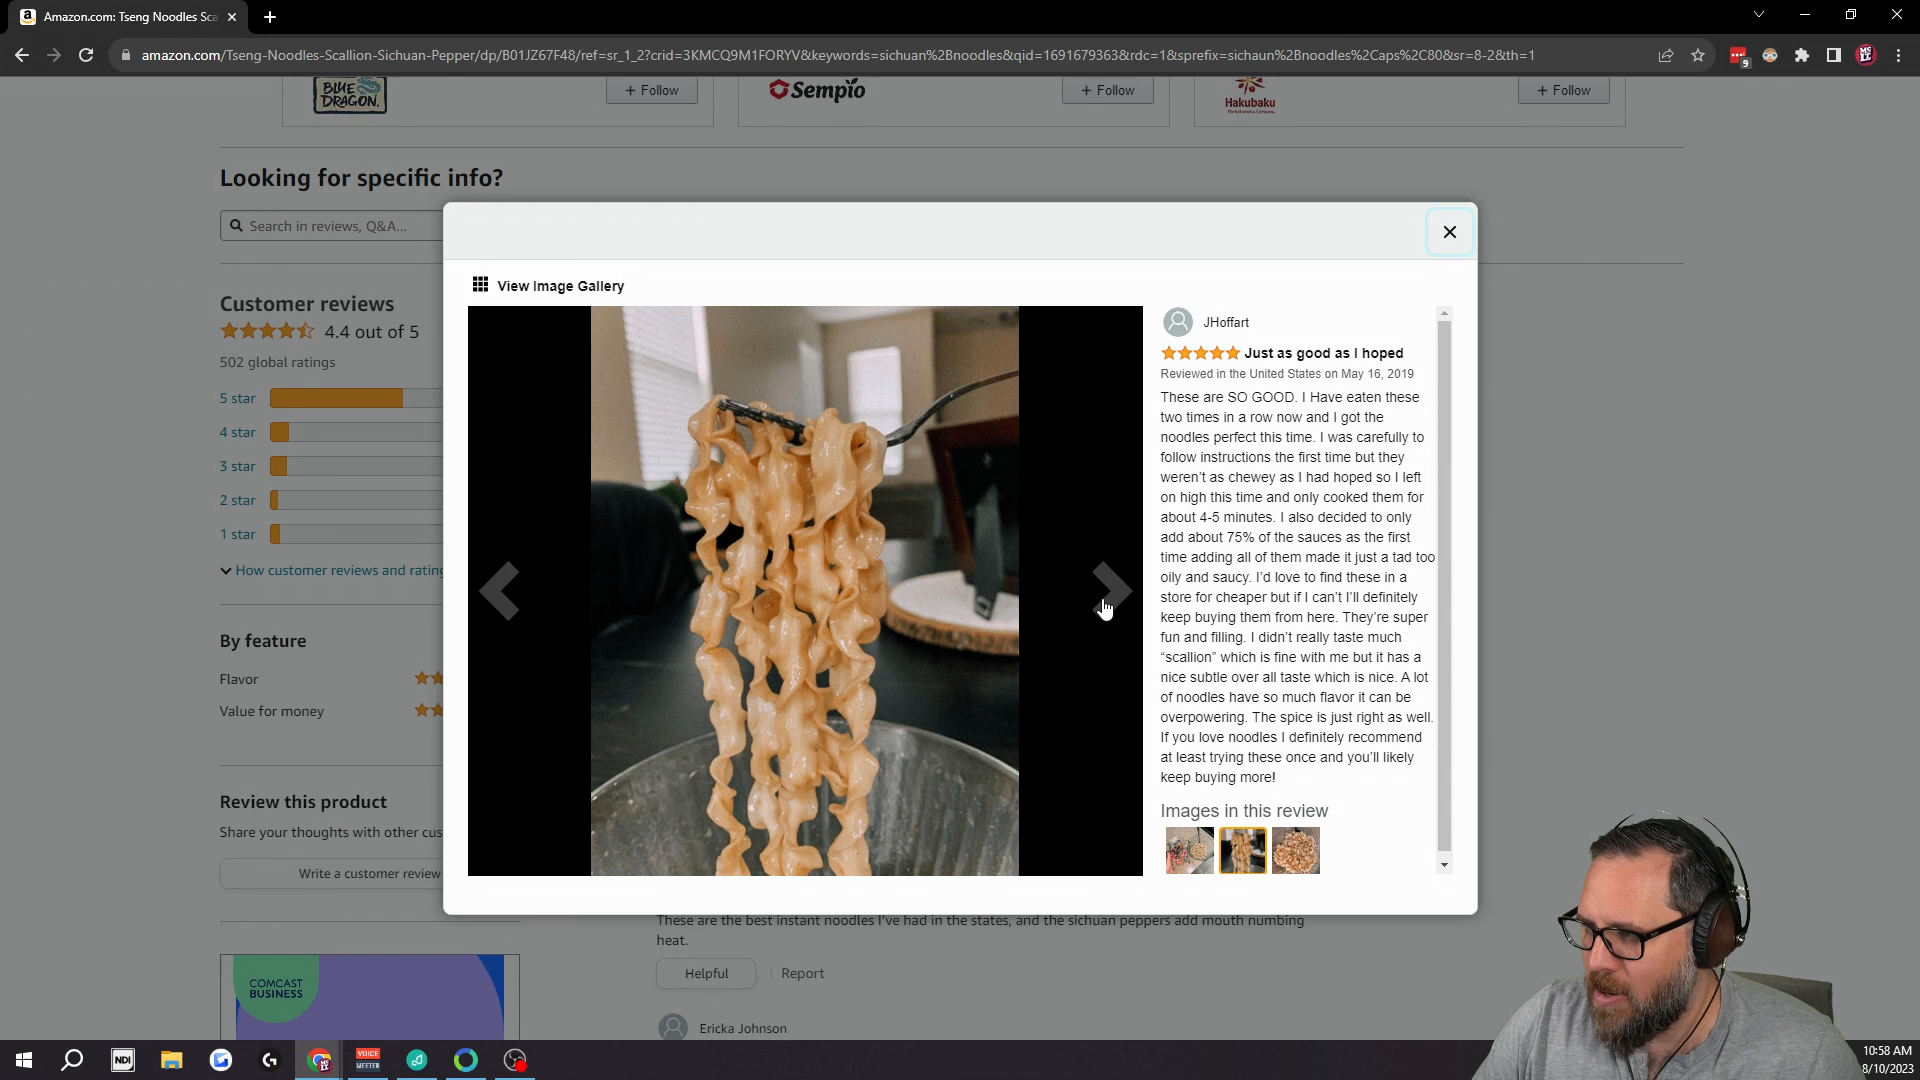 Amazon.com: Tseng Noodles Sca
amazon.com/Tseng-Noodles-Scallion-Sichuan-Pepper/dp/B01JZ67F48/ref=sr_1_2?crid=3KMCQ9M1FORYV&keywords=sichuan%2Bnoodles&qid=1691679363&rdc=1&sprefix=sichaun%2Bnoodles%2Caps%2C80&sr=8-2&th=1
9
BLUE
DRAGON.
+ Follow
Sempio
+ Follow
Hakubaku
+ Follow
Looking for specific info?
Search in reviews, Q&A...
Customer reviews
4.4 out of 5
502 global ratings
5 star
4 star
3 star
2 star
1 star
How customer reviews and rating
By feature
Flavor
Value for money
Review this product
Share your thoughts with other cus
Write a customer review
COMCAST
BUSINESS
View Image Gallery
JHoffart
Just as good as I hoped
Reviewed in the United States on May 16, 2019
These are SO GOOD. I Have eaten these
two times in a row now and I got the
noodles perfect this time. I was carefully to
follow instructions the first time but they
weren't as chewey as I had hoped so I left
on high this time and only cooked them for
about 4-5 minutes. I also decided to only
add about 75% of the sauces as the first
time adding all of them made it just a tad too
oily and saucy. I'd love to find these in a
store for cheaper but if I can't I'll definitely
keep buying them from here. They're super
fun and filling. I didn't really taste much
“scallion” which is fine with me but it has a
nice subtle over all taste which is nice. A lot
of noodles have so much flavor it can be
overpowering. The spice is just right as well.
If you love noodles I definitely recommend
at least trying these once and you'll likely
keep buying more!
Images in this review
These are the best instant noodles I've had in the states, and the sichuan peppers add mouth numbing
heat.
Helpful
Report
Ericka Johnson
NDI
VOICE
MEETER
10:58 AM
8/10/2023